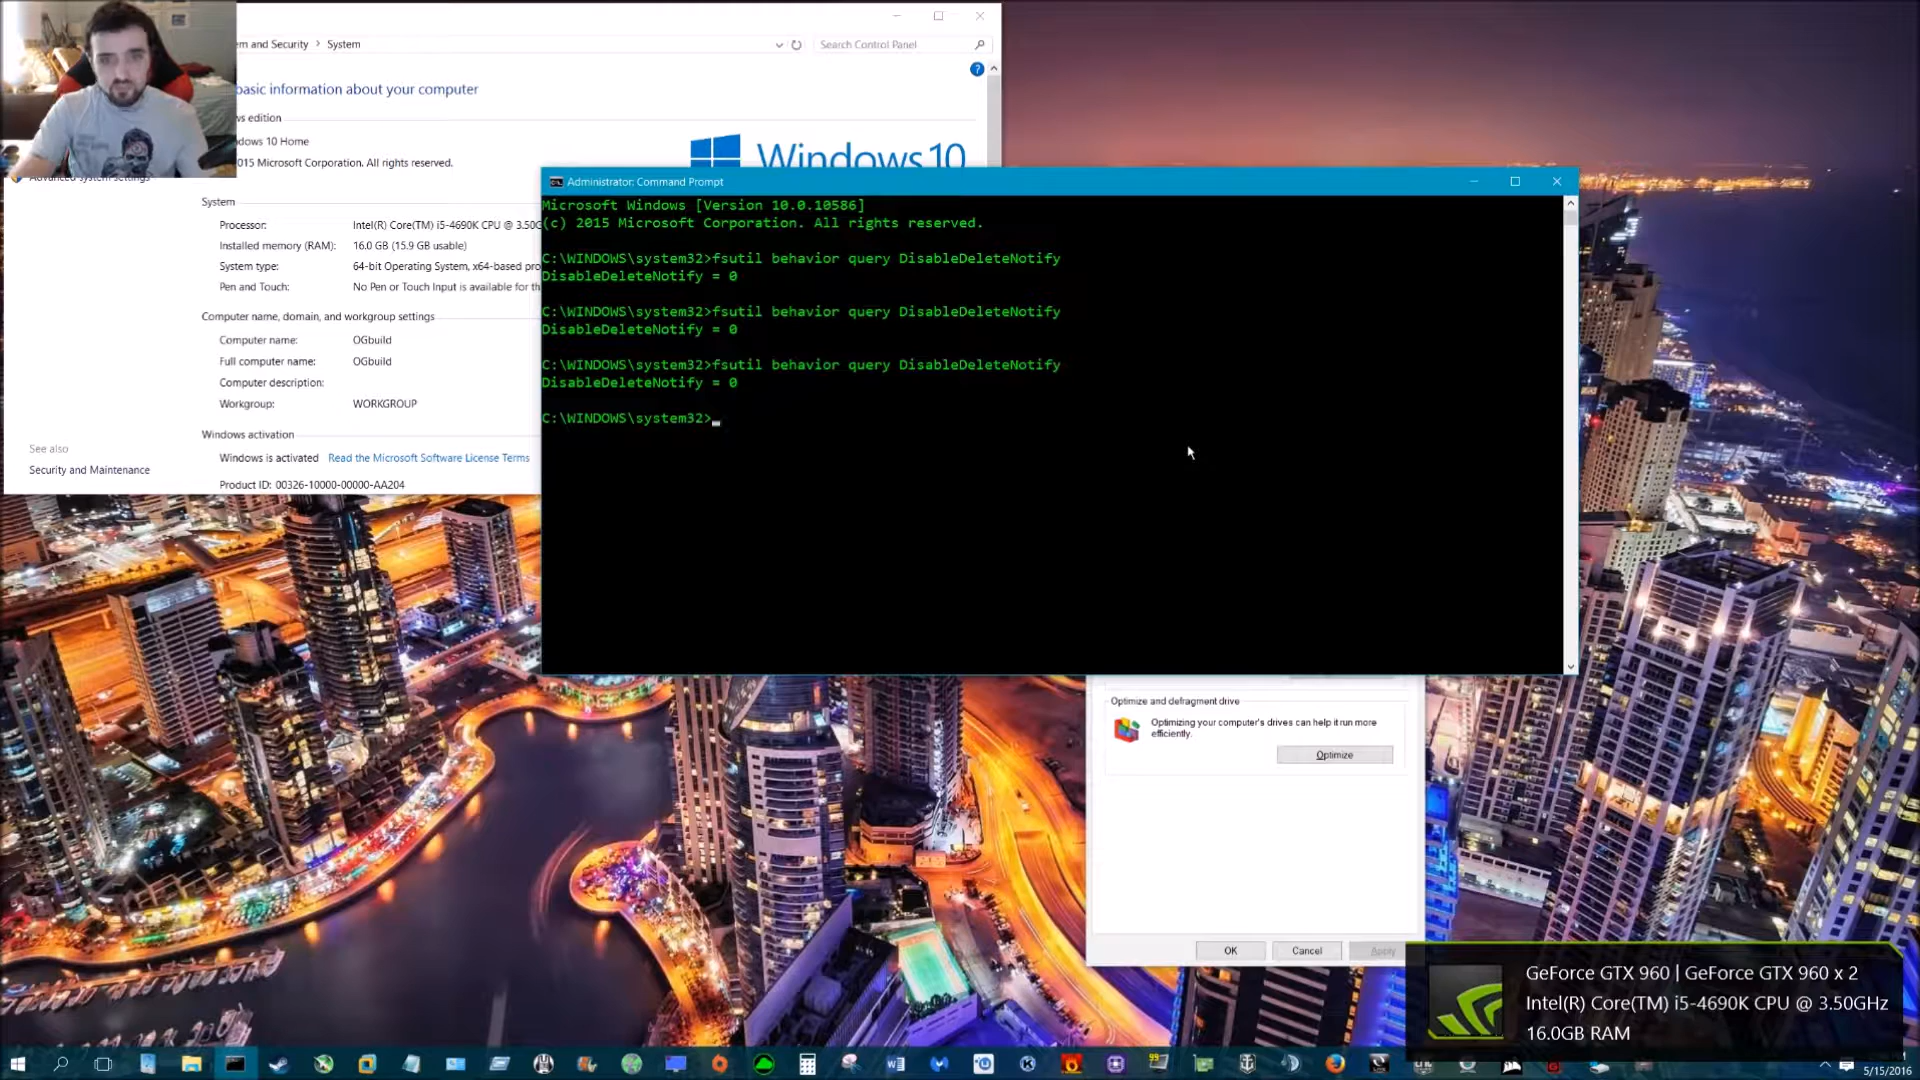 m and Security > System
Search Control Panel
basic information about your computer
ws edition
dows 10 Home
015 Microsoft Corporation. All rights reserved.
Windows 10
Advanced system settings
System
Processor: Intel(R) Core(TM) i5-4690K CPU @ 3.50G
Installed memory (RAM): 16.0 GB (15.9 GB usable)
System type: 64-bit Operating System, x64-based pro
Pen and Touch: No Pen or Touch Input is available for th
Computer name, domain, and workgroup settings
Computer name: OGbuild
Full computer name: OGbuild
Computer description:
Workgroup: WORKGROUP
Windows activation
Windows is activated Read the Microsoft Software License Terms
Product ID: 00326-10000-00000-AA204
See also
Security and Maintenance
Administrator: Command Prompt
Microsoft Windows [Version 10.0.10586]
(c) 2015 Microsoft Corporation. All rights reserved.
C:\WINDOWS\system32>fsutil behavior query DisableDeleteNotify
DisableDeleteNotify = 0
C:\WINDOWS\system32>fsutil behavior query DisableDeleteNotify
DisableDeleteNotify = 0
C:\WINDOWS\system32>fsutil behavior query DisableDeleteNotify
DisableDeleteNotify = 0
C:\WINDOWS\system32>
Optimize and defragment drive
Optimizing your computer's drives can help it run more
efficiently.
Optimize
OK Cancel Apply
GeForce GTX 960 | GeForce GTX 960 x 2
Intel(R) Core(TM) i5-4690K CPU @ 3.50GHz
16.0GB RAM
99
5/15/2016